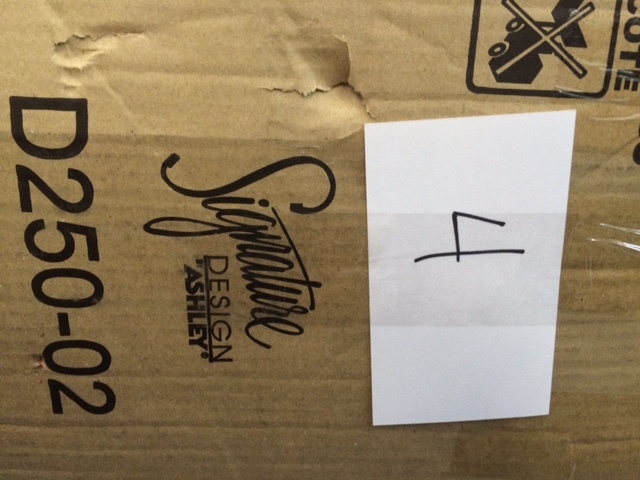 4
Signature
DESIGN
BY ASHLEY®
D250-02